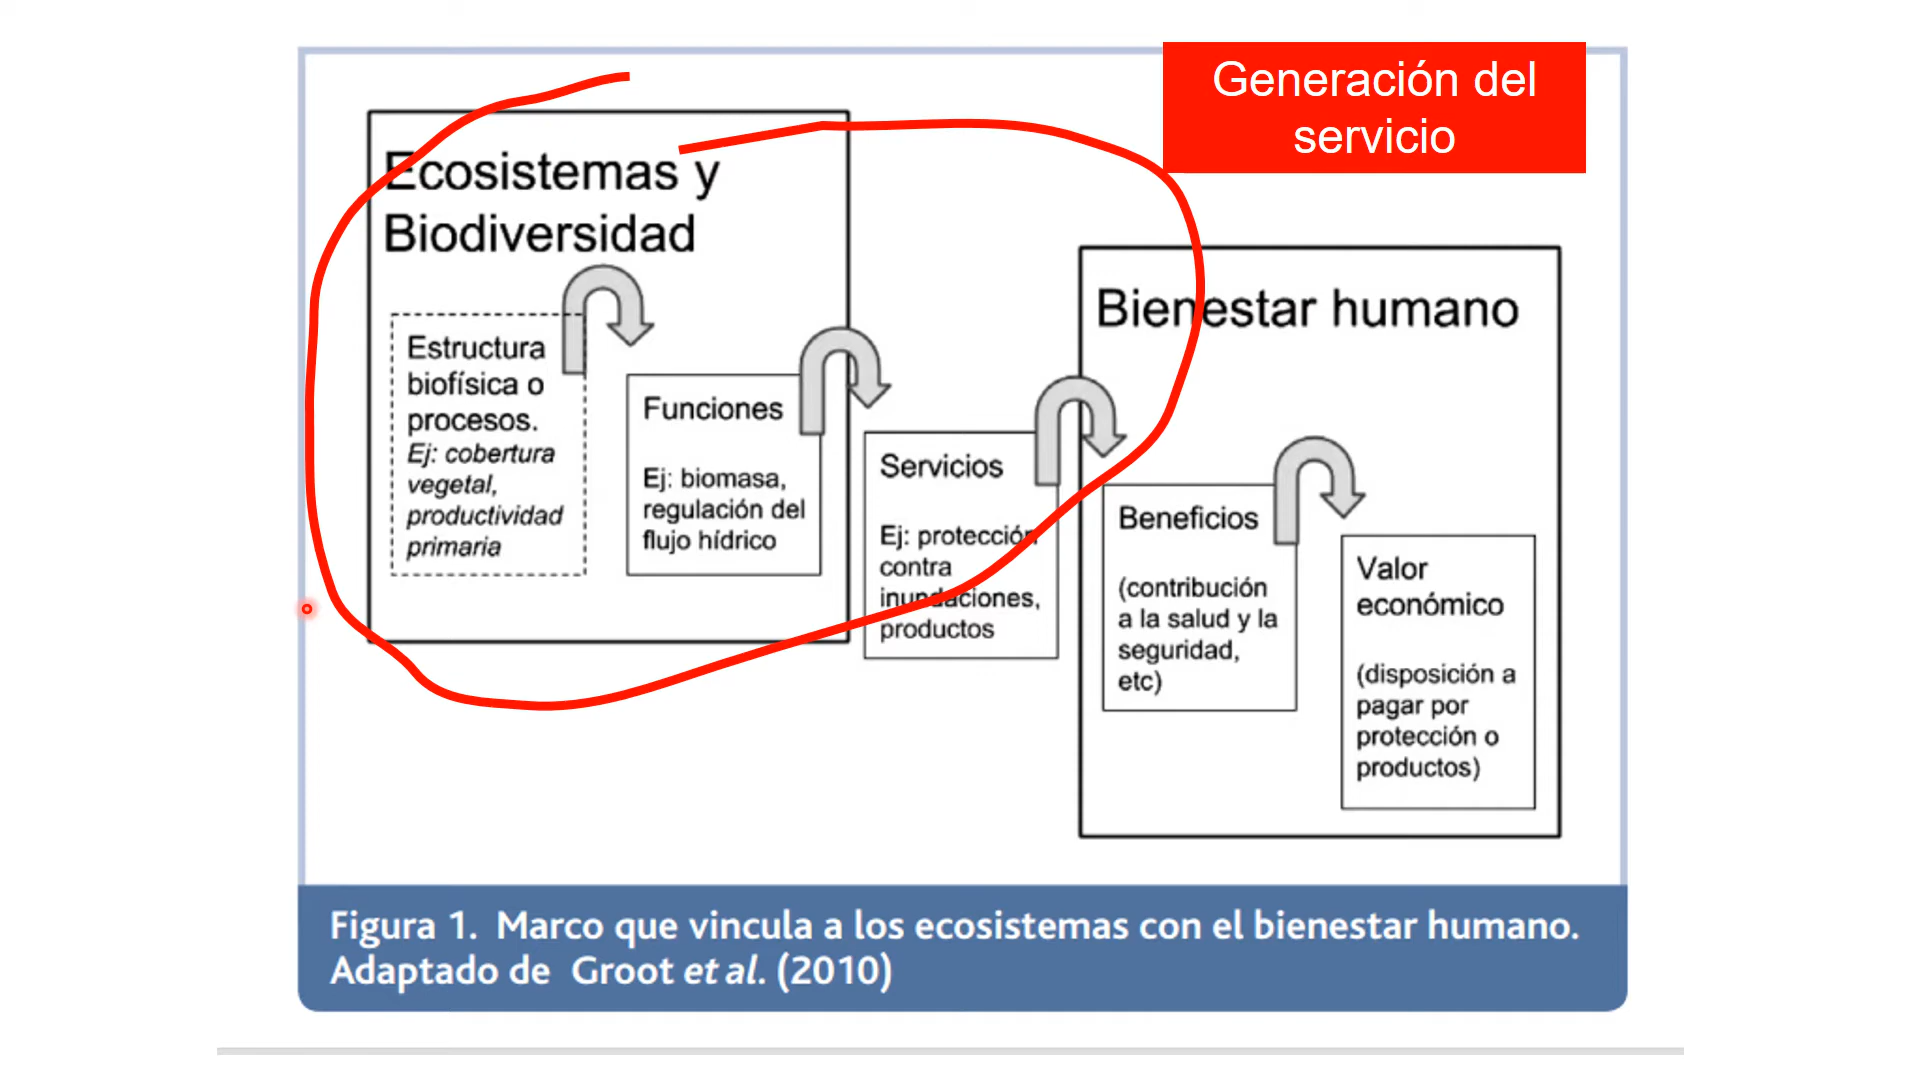 Generación del
servicio
Ecosistemas y
Biodiversidad
Estructura
biofísica o
procesos.
Ej: cobertura
vegetal,
productividad
primaria
Funciones
Ej: biomasa,
regulación del
flujo hídrico
Servicios
Ej: protección
contra
inundaciones,
productos
Bienestar humano
Beneficios
(contribución
a la salud y la
seguridad,
etc)
Valor
económico
(disposición a
pagar por
protección o
productos)
Figura 1. Marco que vincula a los ecosistemas con el bienestar humano.
Adaptado de Groot et al. (2010)